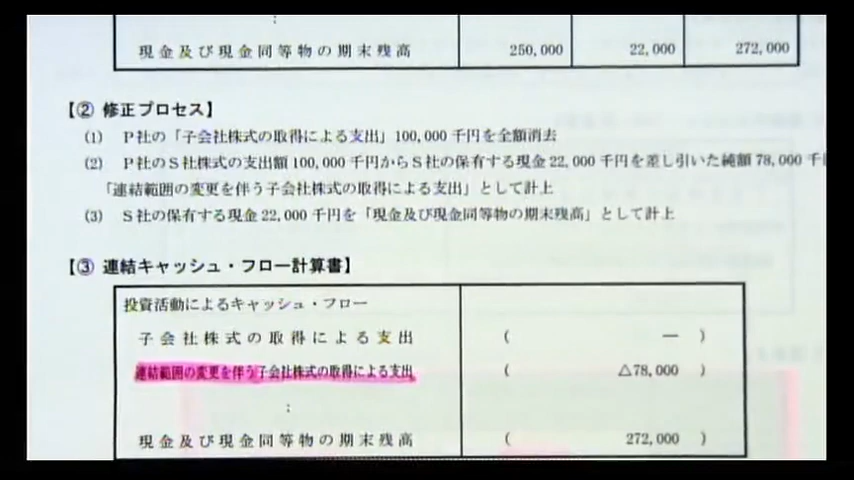 :
現金及び現金同等物の期末残高 250,000 22,000 272,000
【② 修正プロセス】
(1) P社の「子会社株式の取得による支出」100,000千円を全額消去
(2) P社のS社株式の支出額100,000千円からS社の保有する現金22,000千円を差し引いた純額78,000千
「連結範囲の変更を伴う子会社株式の取得による支出」として計上
(3) S社の保有する現金22,000千円を「現金及び現金同等物の期末残高」として計上
【③ 連結キャッシュ・フロー計算書】
投資活動によるキャッシュ・フロー
子会社株式の取得による支出 ( ― )
連結範囲の変更を伴う子会社株式の取得による支出 ( △78,000 )
:
現金及び現金同等物の期末残高 ( 272,000 )